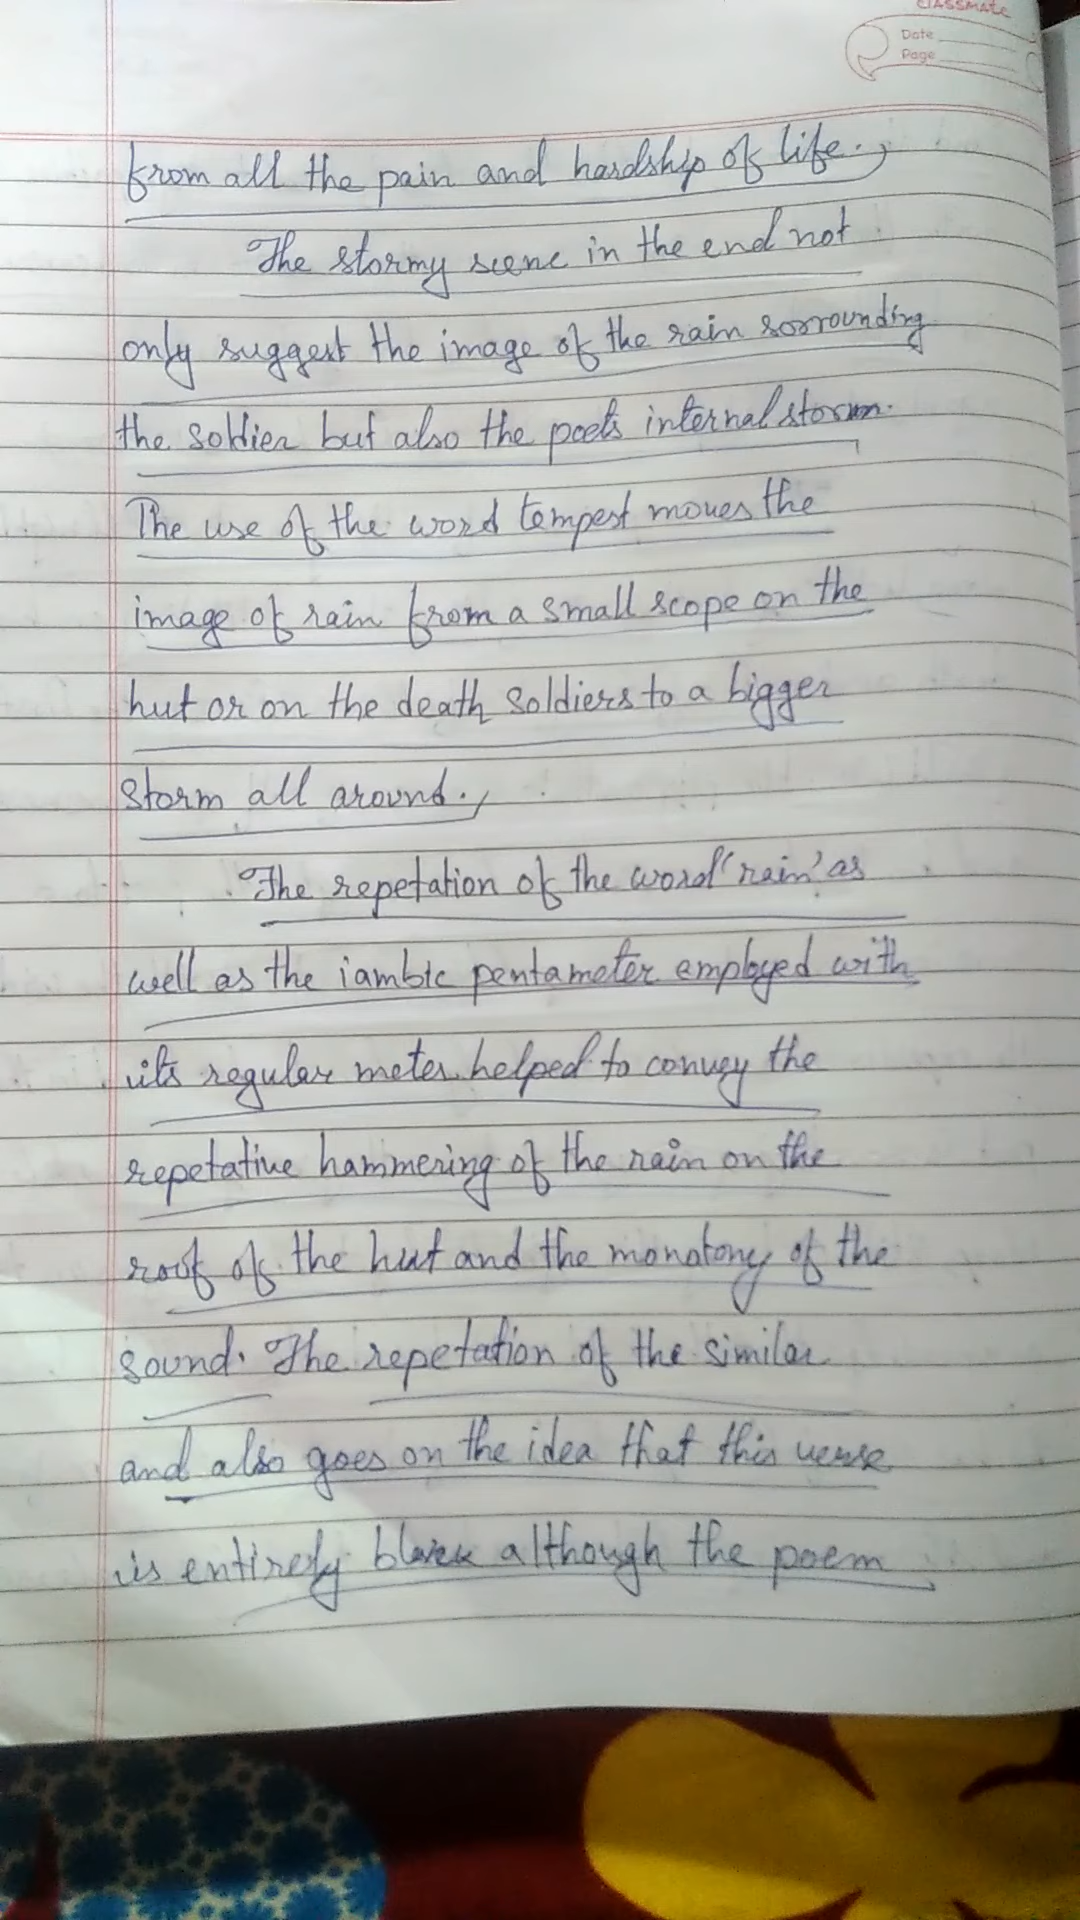 classmate
Date
Page
from all the pain and hardship of life.
The stormy scene in the end not
only suggest the image of the rain sorrounding
the soldier but also the poets internal storm.
The use of the word tempest moves the
image of rain from a small scope on the
hut or on the death soldiers to a bigger
storm all around.
The repetation of the word 'rain' as
well as the iambic pentameter employed with
its regular meter helped to convey the
repetative hammering of the rain on the
roof of the hut and the monotony of the
sound. The repetation of the similar
and also goes on the idea that this verse
is entirely although the poem